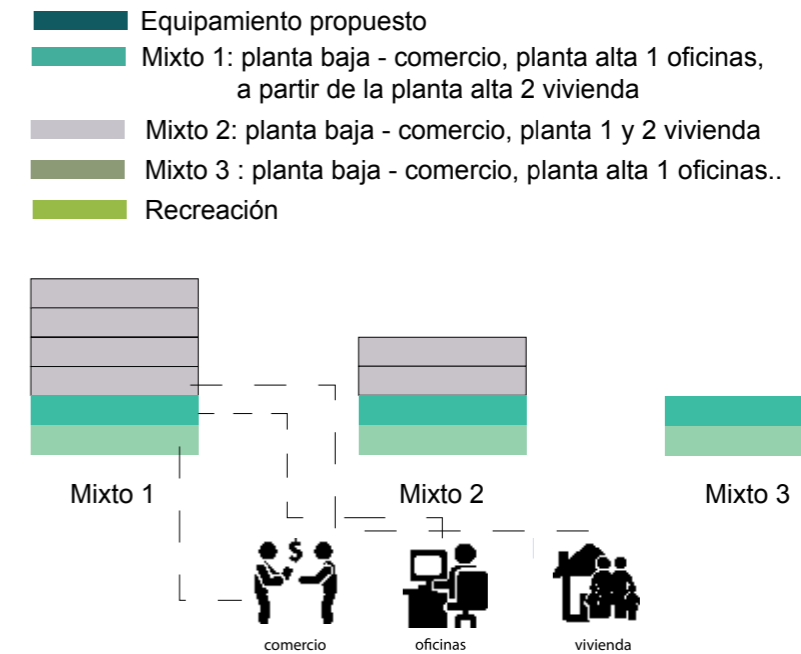 Equipamiento propuesto
Mixto 1: planta baja - comercio, planta alta 1 oficinas,
a partir de la planta alta 2 vivienda
Mixto 2: planta baja - comercio, planta 1 y 2 vivienda
Mixto 3 : planta baja - comercio, planta alta 1 oficinas..
Recreación
Mixto 1
Mixto 2
Mixto 3
$
comercio
oficinas
vivienda